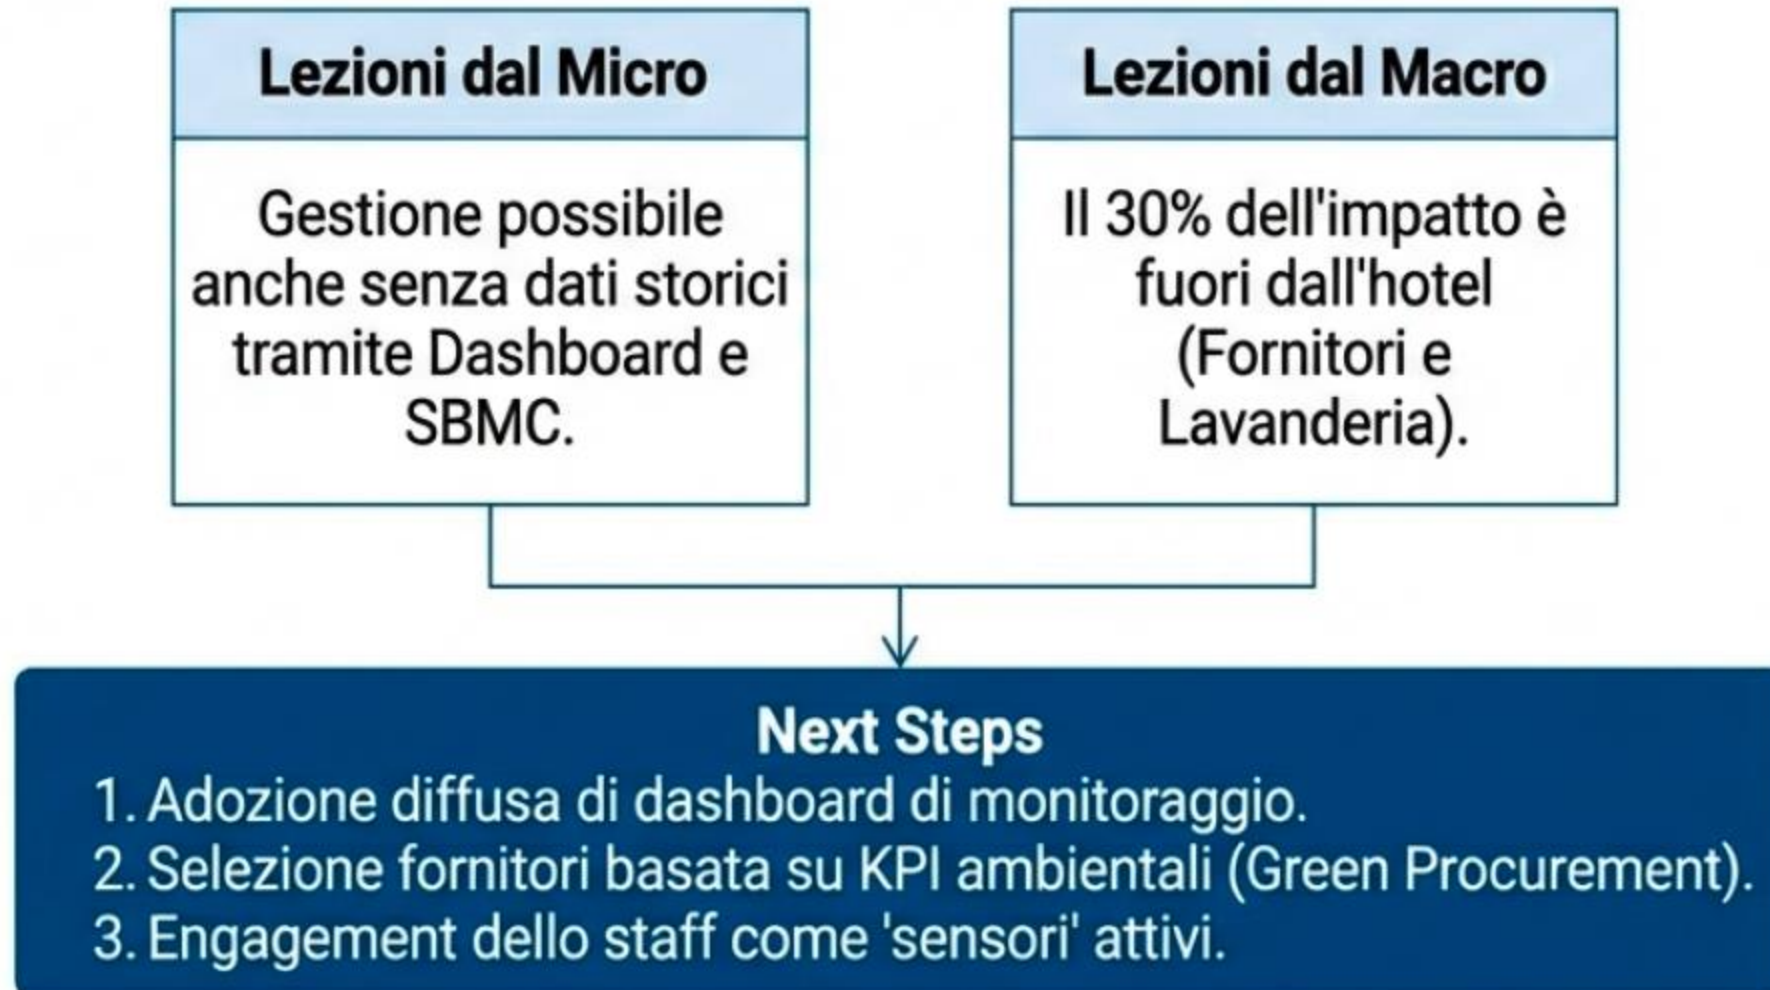 Lezioni dal Micro
Gestione possibile
anche senza dati storici
tramite Dashboard e
SBMC.
Lezioni dal Macro
Il 30% dell'impatto è
fuori dall'hotel
(Fornitori e
Lavanderia).
Next Steps
1. Adozione diffusa di dashboard di monitoraggio.
2. Selezione fornitori basata su KPI ambientali (Green Procurement).
3. Engagement dello staff come 'sensori' attivi.